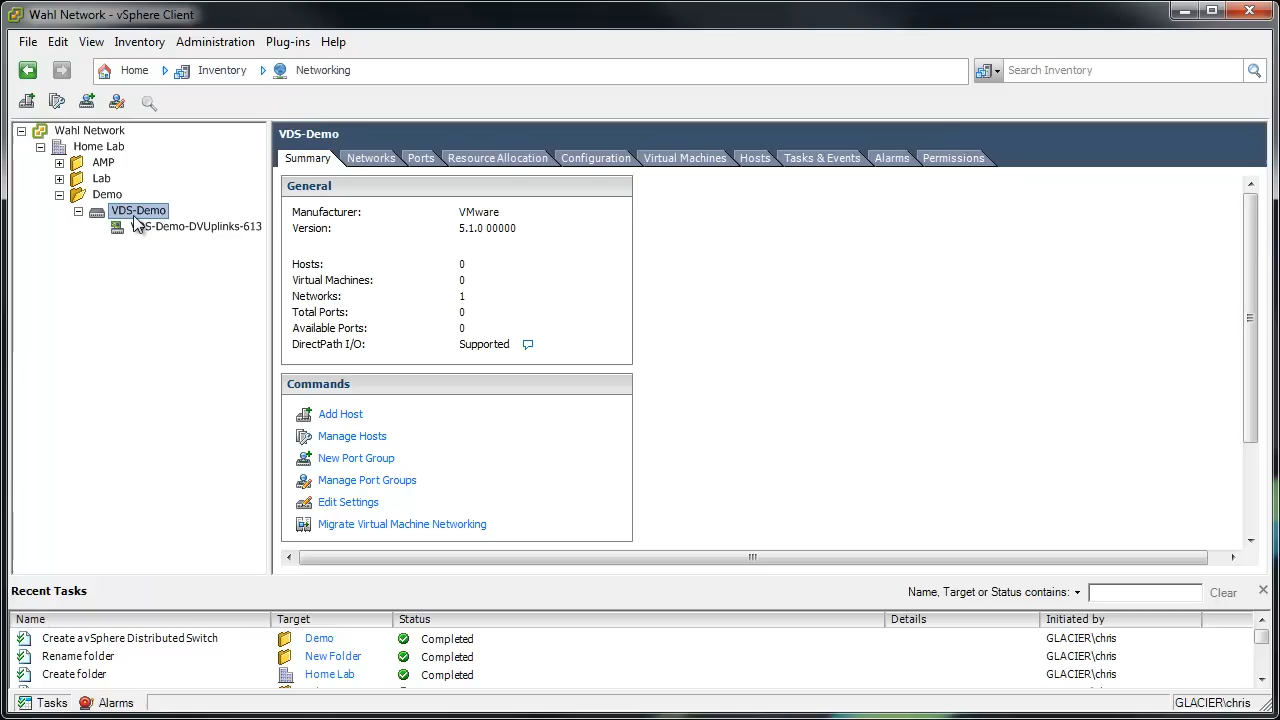 Wahl Network - vSphere Client
File Edit View Inventory Administration Plug-ins Help
Home Inventory Networking Search Inventory
Wahl Network
Home Lab
AMP
Lab
Demo
VDS-Demo
S-Demo-DVUplinks-613
VDS-Demo
Summary Networks Ports Resource Allocation Configuration Virtual Machines Hosts Tasks & Events Alarms Permissions
General
Manufacturer: VMware
Version: 5.1.0 00000
Hosts: 0
Virtual Machines: 0
Networks: 1
Total Ports: 0
Available Ports: 0
DirectPath I/O: Supported
Commands
Add Host
Manage Hosts
New Port Group
Manage Port Groups
Edit Settings
Migrate Virtual Machine Networking
Recent Tasks Name, Target or Status contains: Clear
Name Target Status Details Initiated by
Create a vSphere Distributed Switch Demo Completed GLACIER\chris
Rename folder New Folder Completed GLACIER\chris
Create folder Home Lab Completed GLACIER\chris
Tasks Alarms GLACIER\chris